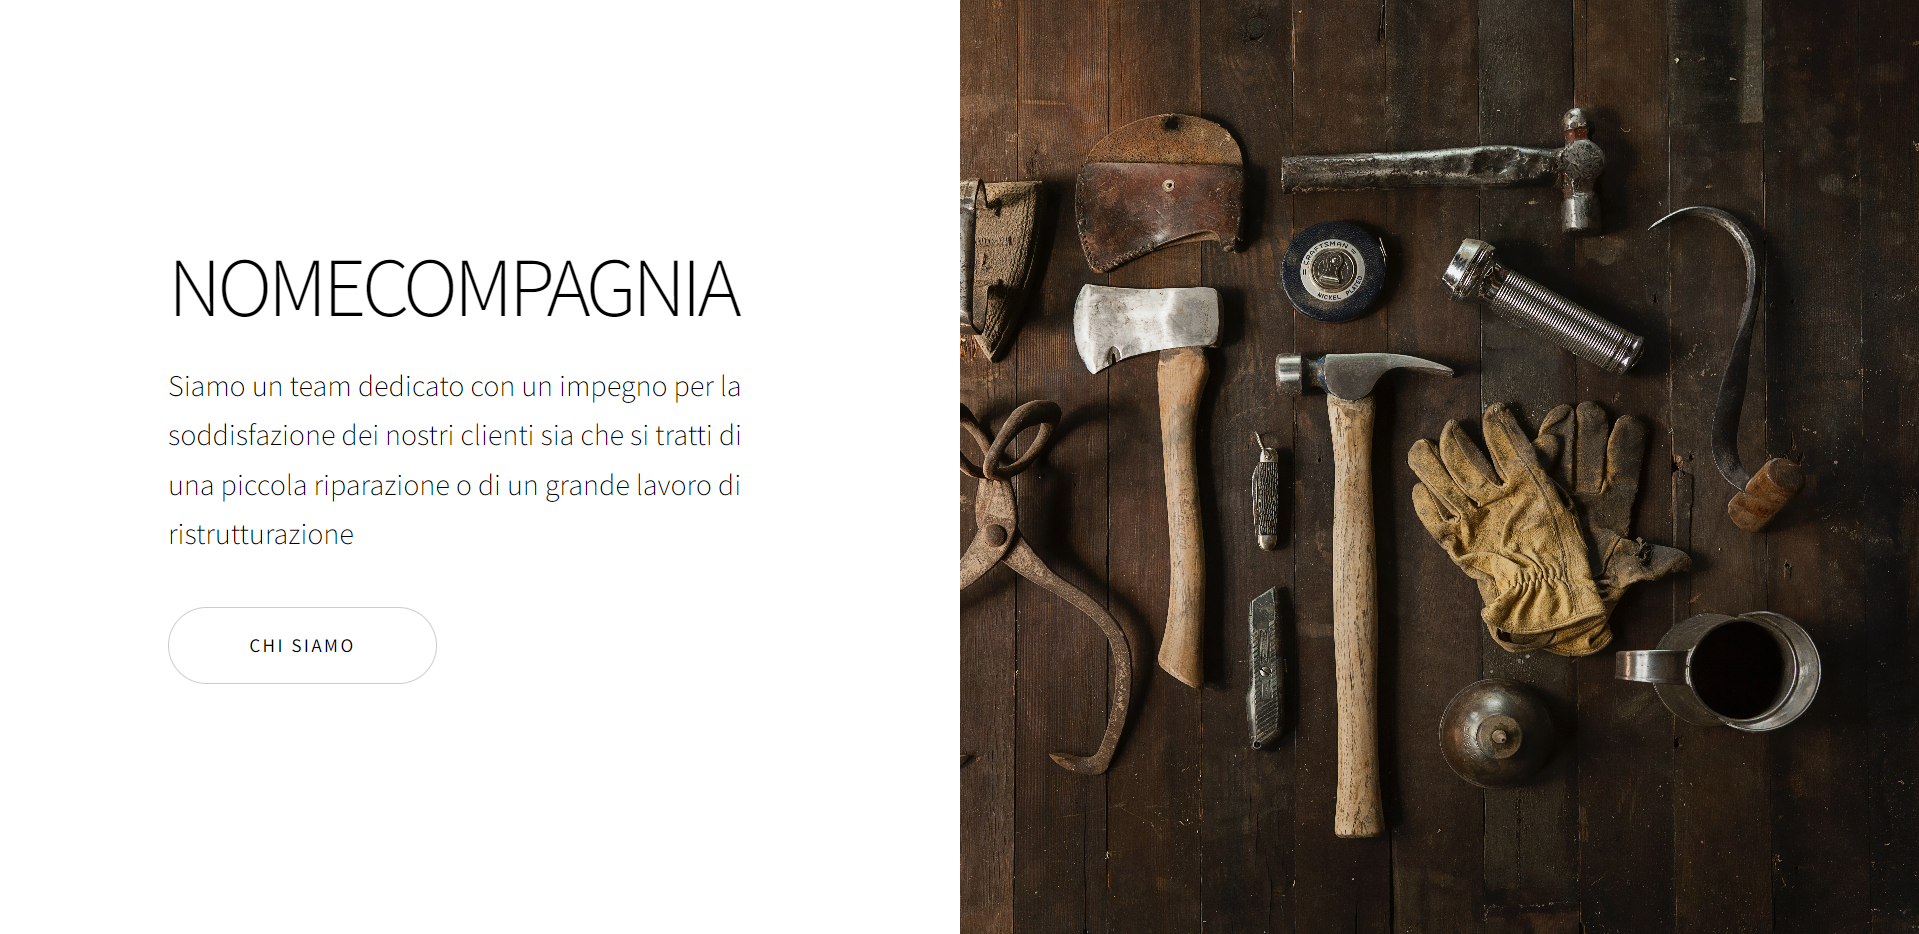 NOMECOMPAGNIA
Siamo un team dedicato con un impegno per la
soddisfazione dei nostri clienti sia che si tratti di
una piccola riparazione o di un grande lavoro di
ristrutturazione
CHI SIAMO
CRAFTSMAN
NICKEL PLATED